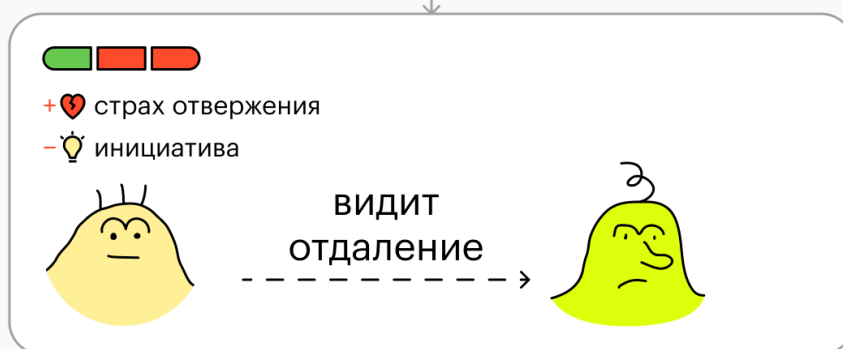 + страх отвержения
− инициатива
видит
отдаление